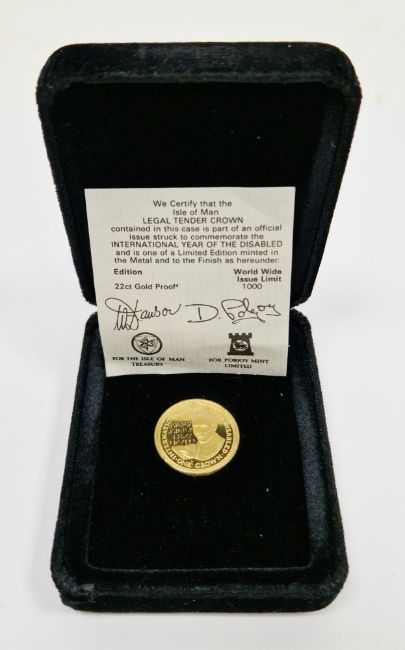 We Certify that the
Isle of Man
LEGAL TENDER CROWN
contained in this case is part of an official
issue struck to commemorate the
INTERNATIONAL YEAR OF THE DISABLED
and is one of a Limited Edition minted in
the Metal and to the Finish as hereunder:
Edition World Wide
Issue Limit
22ct Gold Proof 1000
D. Pobjoy
FOR THE ISLE OF MAN
TREASURY
FOR POBJOY MINT
LIMITED
ONE CROWN